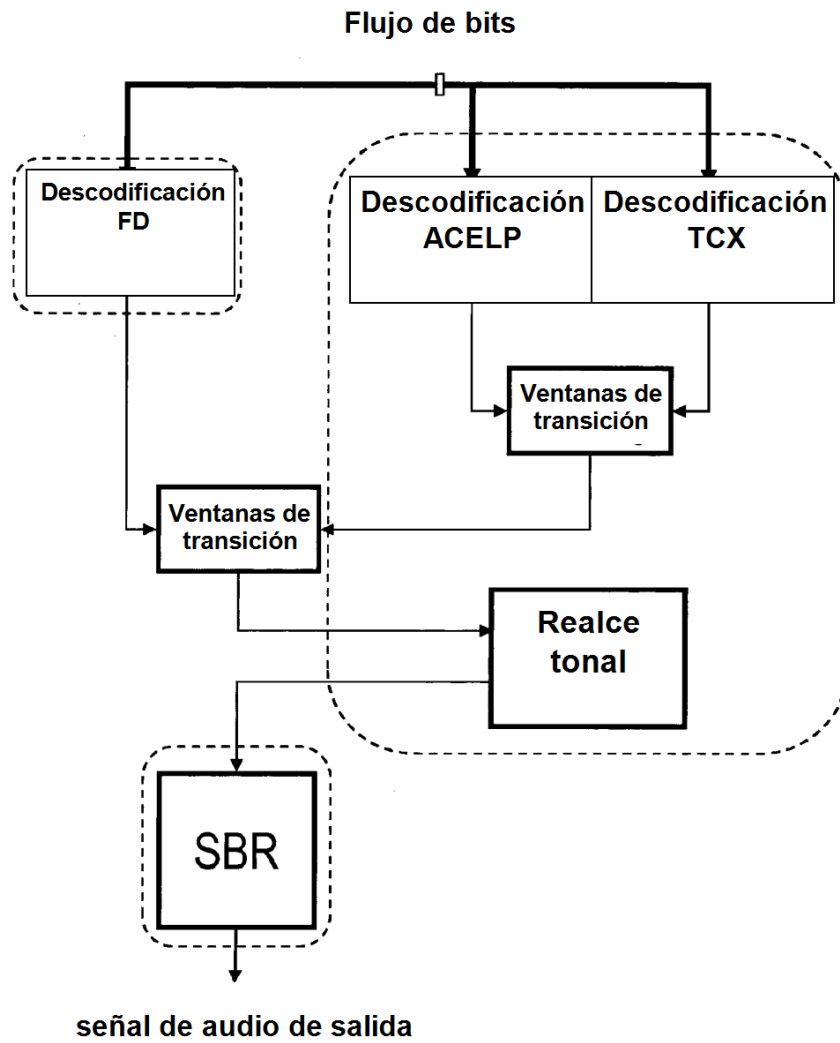 Flujo de bits
Descodificación
FD
Descodificación
ACELP
Descodificación
TCX
Ventanas de
transición
Ventanas de
transición
Realce
tonal
SBR
señal de audio de salida